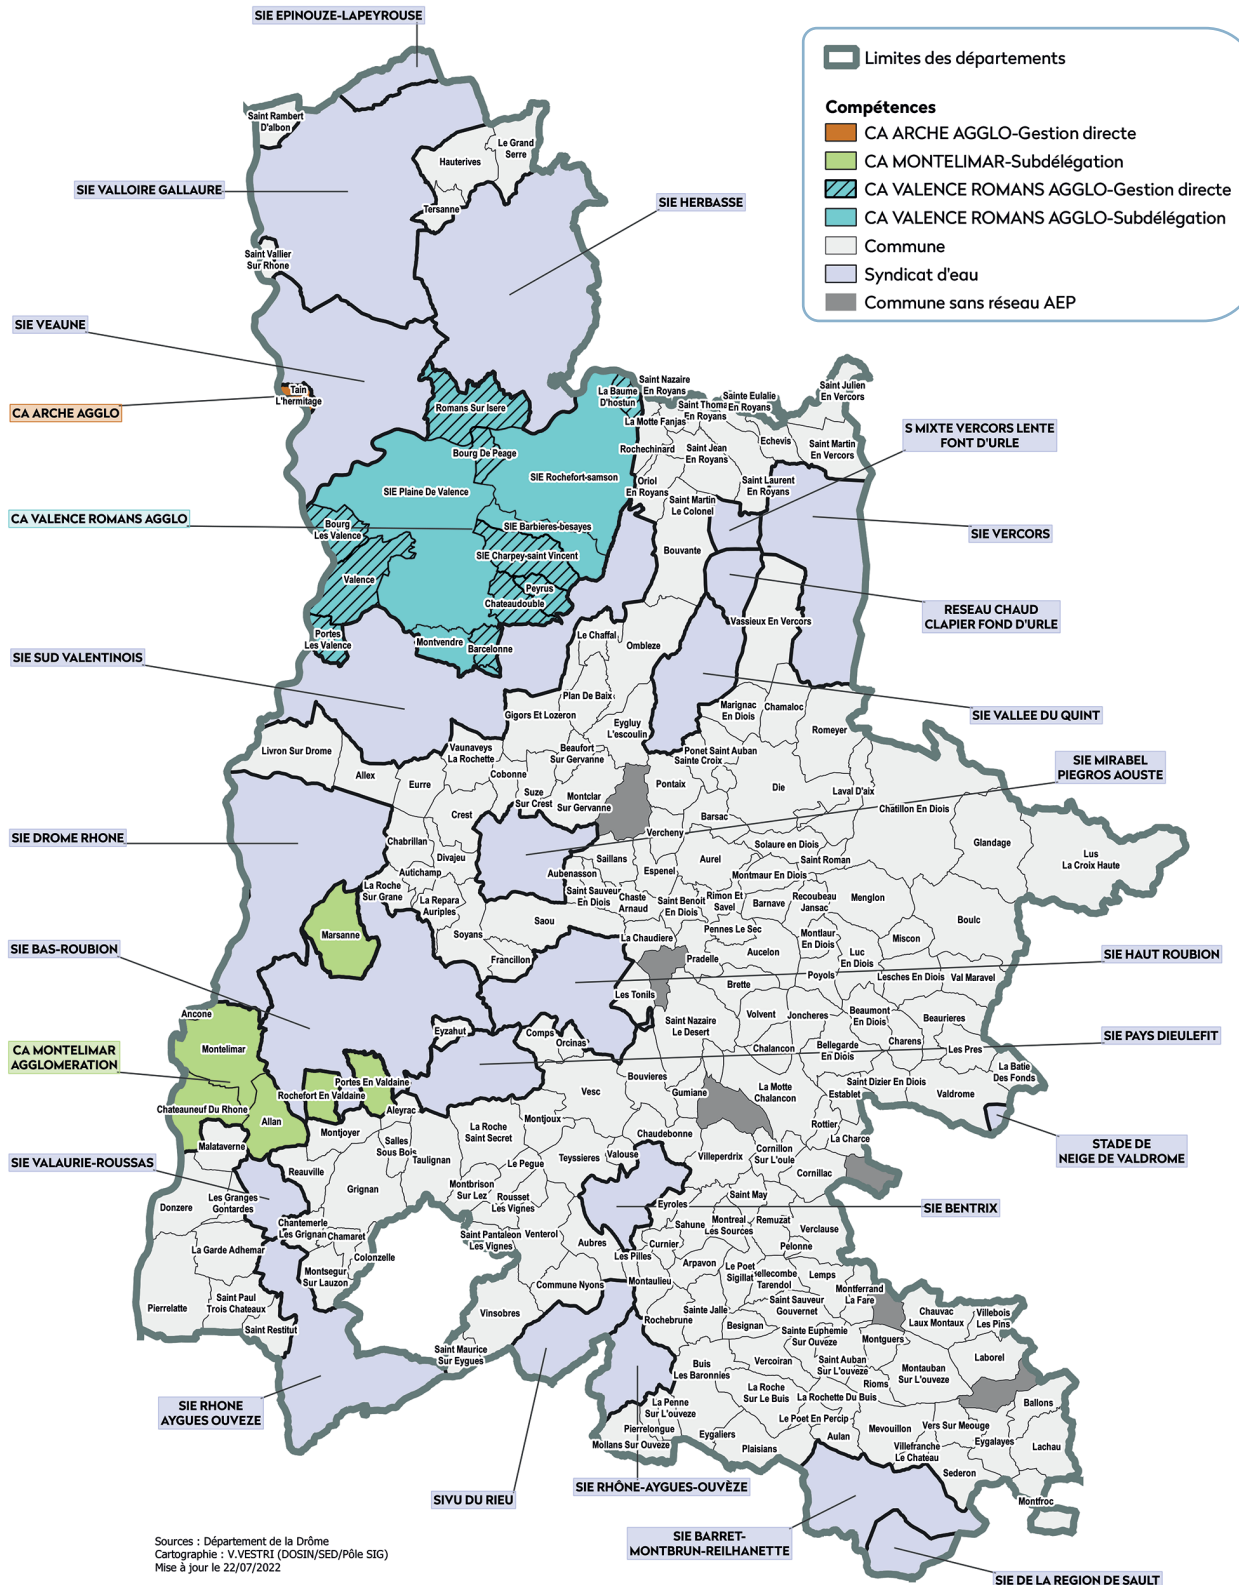 SIE EPINOUZE-LAPEYROUSE
Limites des départements
Compétences
CA ARCHE AGGLO-Gestion directe
CA MONTELIMAR-Subdélégation
CA VALENCE ROMANS AGGLO-Gestion directe
CA VALENCE ROMANS AGGLO-Subdélégation
Commune
Syndicat d'eau
Commune sans réseau AEP
Saint Rambert
D'albon
Le Grand
Serre
Hauterives
SIE VALLOIRE GALLAURE
SIE HERBASSE
Tersanne
Saint Vallier
Sur Rhone
SIE VEAUNE
Tain
L'hermitage
CA ARCHE AGGLO
Romans Sur Isere
La Baume
D'hostun
Saint Nazaire
En Royans
Saint Thoma
En Royans
Sainte Eulalie
En Royans
Saint Julien
En Vercors
La Motte Fanjas
Rochechinard
Saint Jean
En Royans
Echevis
Saint Martin
En Vercors
S MIXTE VERCORS LENTE
FONT D'URLE
Bourg De Peage
SIE Rochefort-samson
SIE Plaine De Valence
Oriol
En Royans
Saint Laurent
En Royans
Saint Martin
Le Colonel
CA VALENCE ROMANS AGGLO
Bourg
Les Valence
SIE Barbieres-besayes
SIE VERCORS
SIE Charpey-saint Vincent
Bouvante
Valence
Peyrus
Chateaudouble
RESEAU CHAUD
CLAPIER FOND D'URLE
Vassieux En Vercors
Portes
Les Valence
Montvendre
Barcelonne
Le Chaffal
Ombleze
SIE SUD VALENTINOIS
Plan De Baix
Gigors Et Lozeron
Eygluy
L'escoulin
Marignac
En Diois
Chamaloc
Romeyer
SIE VALLEE DU QUINT
Livron Sur Drome
Allex
Vaunaveys
La Rochette
Beaufort
Sur Gervanne
Ponet Saint Auban
Sainte Croix
SIE MIRABEL
PIEGROS AOUSTE
Eurre
Cobonne
Suze
Sur Crest
Montclar
Sur Gervanne
Pontaix
Die
Laval D'aix
Chatillon En Diois
Crest
Barsac
SIE DROME RHONE
Chabrillan
Divajeu
Vercheny
Solaure en Diois
Glandage
Lus
La Croix Haute
Autichamp
Aubenasson
Saillans
Espenel
Aurel
Saint Roman
Montmaur En Diois
La Roche
Sur Grane
La Repara
Auriples
Saint Sauveur
En Diois
Chaste
Arnaud
Saint Benoit
En Diois
Rimon Et
Savel
Barnave
Recoubeau
Jansac
Menglon
Boulc
Marsanne
Soyans
Saou
Pennes Le Sec
Montlaur
En Diois
Miscon
SIE BAS-ROUBION
Francillon
La Chaudiere
Pradelle
Aucelon
Luc
En Diois
SIE HAUT ROUBION
Poyols
Lesches En Diois
Val Maravel
Les Tonils
Brette
Ancone
Eyzahut
Comps
Orcinas
Saint Nazaire
Le Desert
Volvent
Joncheres
Beaumont
En Diois
Beaurieres
SIE PAYS DIEULEFIT
Montelimar
CA MONTELIMAR
AGGLOMERATION
Chalancon
Bellegarde
En Diois
Charens
Les Pres
La Batie
Des Fonds
Portes En Valdaine
Rochefort En Valdaine
Aleyrac
Vesc
Bouvieres
Gumiane
La Motte
Chalancon
Saint Dizier En Diois
Establet
Valdrome
Chateauneuf Du Rhone
Allan
Montjoyer
Montjoux
La Roche
Saint Secret
Rottier
La Charce
Malataverne
Salles
Sous Bois
Taulignan
Chaudebonne
STADE DE
NEIGE DE VALDROME
SIE VALAURIE-ROUSSAS
Reauville
Le Pegue
Teyssieres
Valouse
Villeperdrix
Cornillon
Sur L'oule
Cornillac
Grignan
Montbrison
Sur Lez
Rousset
Les Vignes
Saint May
Donzere
Les Granges
Gontardes
Eyroles
SIE BENTRIX
Chantemerle
Les Grignan
Chamaret
Saint Pantaleon
Les Vignes
Venterol
Aubres
Sahune
Montreal
Les Sources
Remuzat
Verclause
La Garde Adhemar
Colonzelle
Les Pilles
Curnier
Pelonne
Montsegur
Sur Lauzon
Commune Nyons
Montaulieu
Arpavon
Le Poet
Sigillat
ellecombe
Tarendol
Lemps
Montferrand
La Fare
Pierrelatte
Saint Paul
Trois Chateaux
Vinsobres
Rochebrune
Sainte Jalle
Saint Sauveur
Gouvernet
Chauvac
Laux Montaux
Villebois
Les Pins
Saint Restitut
Besignan
Sainte Euphemie
Sur Ouveze
Montguers
Saint Maurice
Sur Eygues
Buis
Les Baronnies
Vercoiran
Saint Auban
Sur L'ouveze
Montauban
Sur L'ouveze
Laborel
Rioms
La Roche
Sur Le Buis
La Rochette Du Buis
Ballons
SIE RHONE
AYGUES OUVEZE
La Penne
Sur L'ouveze
Pierrelongue
Mollans Sur Ouveze
Eygaliers
Plaisians
Le Poet En Percip
Aulan
Mevouillon
Vers Sur Meouge
Villefranche
Le Chateau
Eygalayes
Lachau
Sederon
SIVU DU RIEU
SIE RHÔNE-AYGUES-OUVÈZE
Montfroc
SIE BARRET-
MONTBRUN-REILHANETTE
SIE DE LA REGION DE SAULT
Sources : Département de la Drôme
Cartographie : V.VESTRI (DOSIN/SED/Pôle SIG)
Mise à jour le 22/07/2022